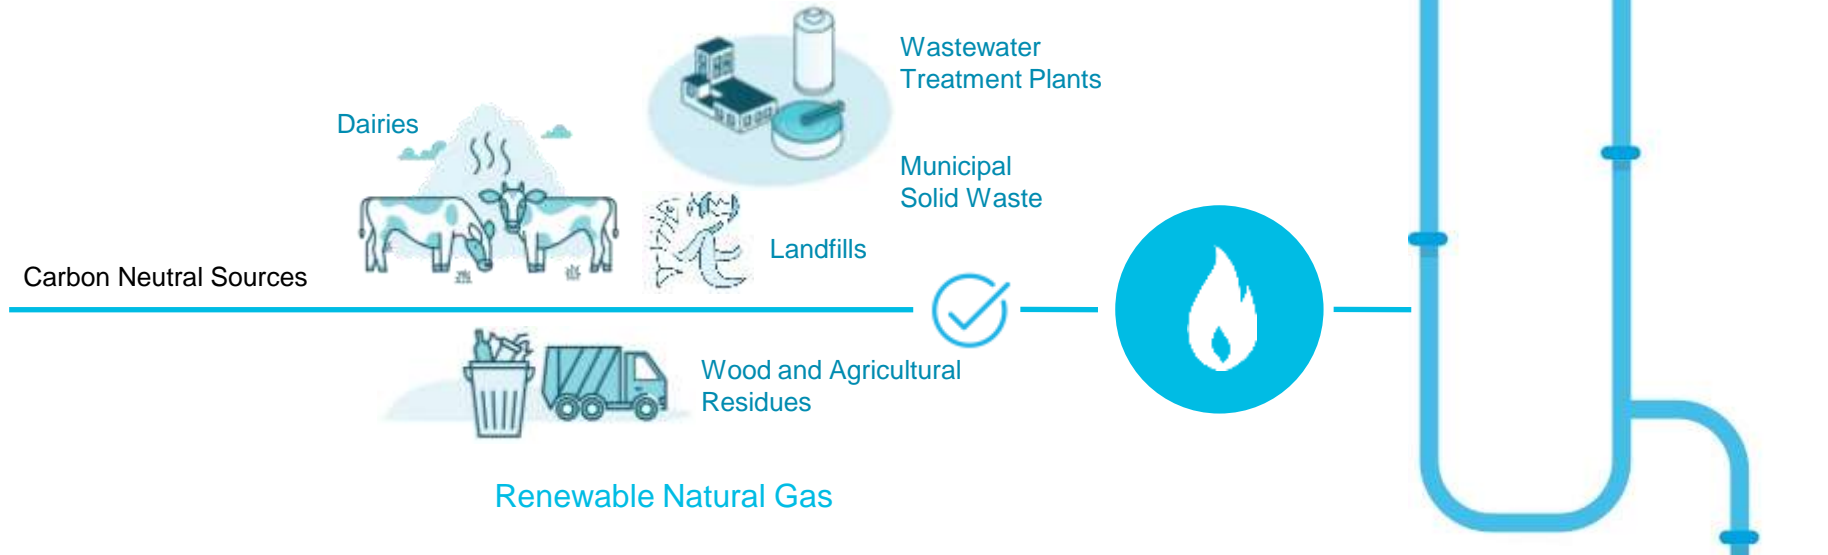 Wastewater
Treatment Plants
Dairies
Municipal
Solid Waste
Landfills
Carbon Neutral Sources
Wood and Agricultural
Residues
Renewable Natural Gas